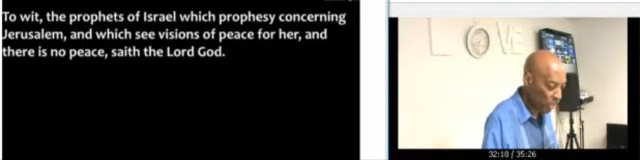 To wit, the prophets of Israel which prophesy concerning
Jerusalem, and which see visions of peace for her, and
there is no peace, saith the Lord God.
LOVE
32:18 / 35:26